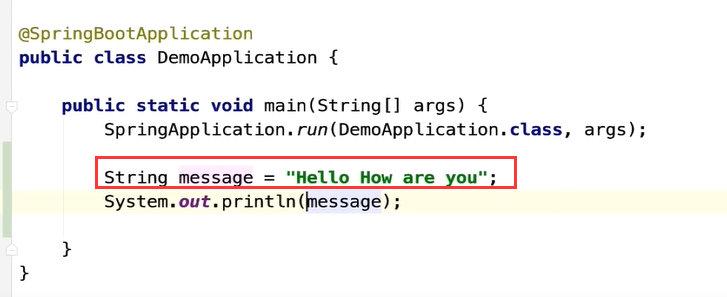 @SpringBootApplication
public class DemoApplication {
public static void main(String[] args) {
SpringApplication.run(DemoApplication.class, args);
String message = "Hello How are you";
System.out.println(message);
}
}